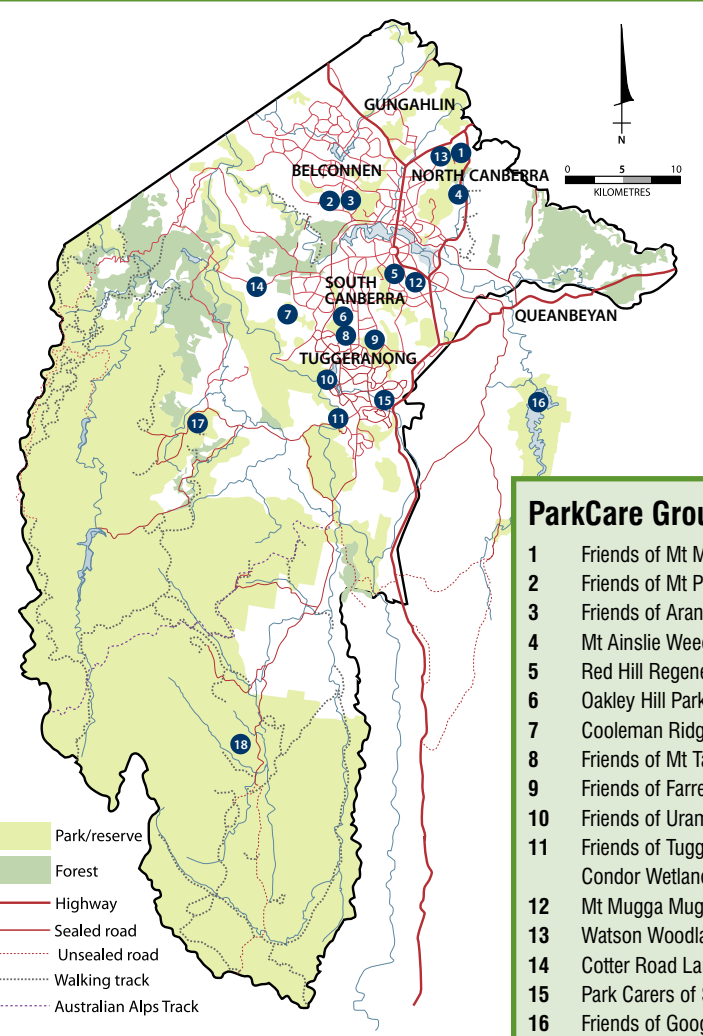 GUNGAHLIN
N
13
1
BELCONNEN
NORTH CANBERRA
0 5 10
KILOMETRES
2
3
4
5
12
14
SOUTH
CANBERRA
7
6
QUEANBEYAN
8
9
TUGGERANONG
10
15
16
11
17
18
ParkCare Grou
1 Friends of Mt M
2 Friends of Mt P
3 Friends of Aran
4 Mt Ainslie Weed
5 Red Hill Regene
6 Oakley Hill Park
7 Cooleman Ridg
8 Friends of Mt Ta
9 Friends of Farre
10 Friends of Uram
11 Friends of Tugg
Condor Wetland
12 Mt Mugga Mug
13 Watson Woodla
14 Cotter Road La
15 Park Carers of S
16 Friends of Goog
Park/reserve
Forest
Highway
Sealed road
Unsealed road
Walking track
Australian Alps Track